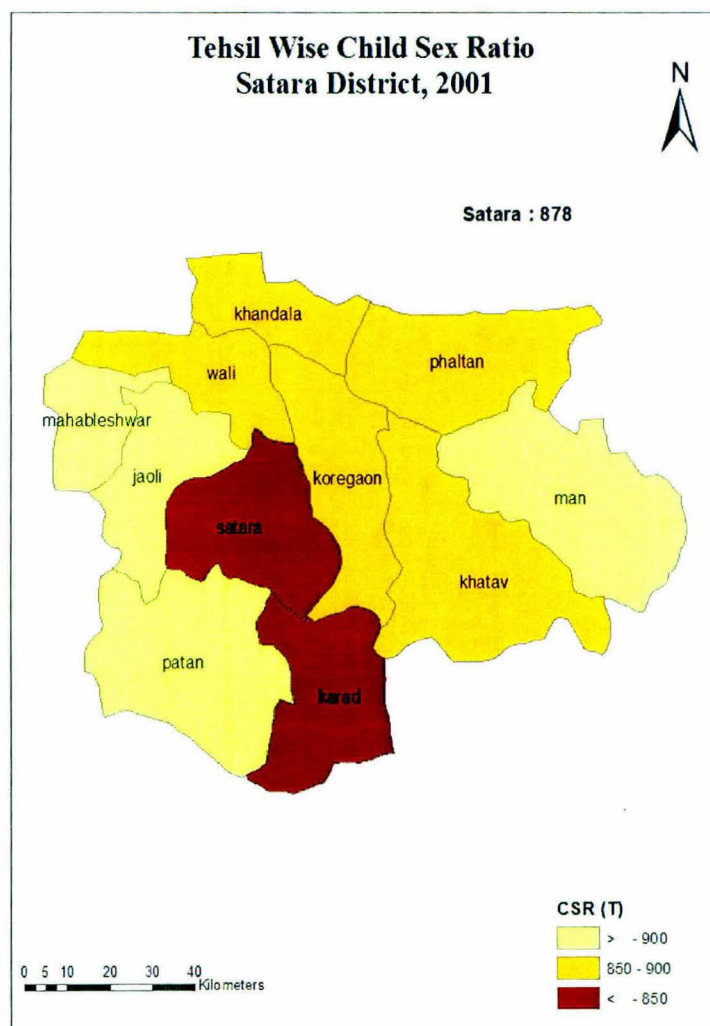 Tehsil Wise Child Sex Ratio
Satara District, 2001
N
Satara : 878
khandala
phaltan
wali
mahableshwar
jaoli
koregaon
man
satara
khatav
patan
karad
CSR (T)
> - 900
850 - 900
< - 850
0 5 10 20 30 40
Kilometers